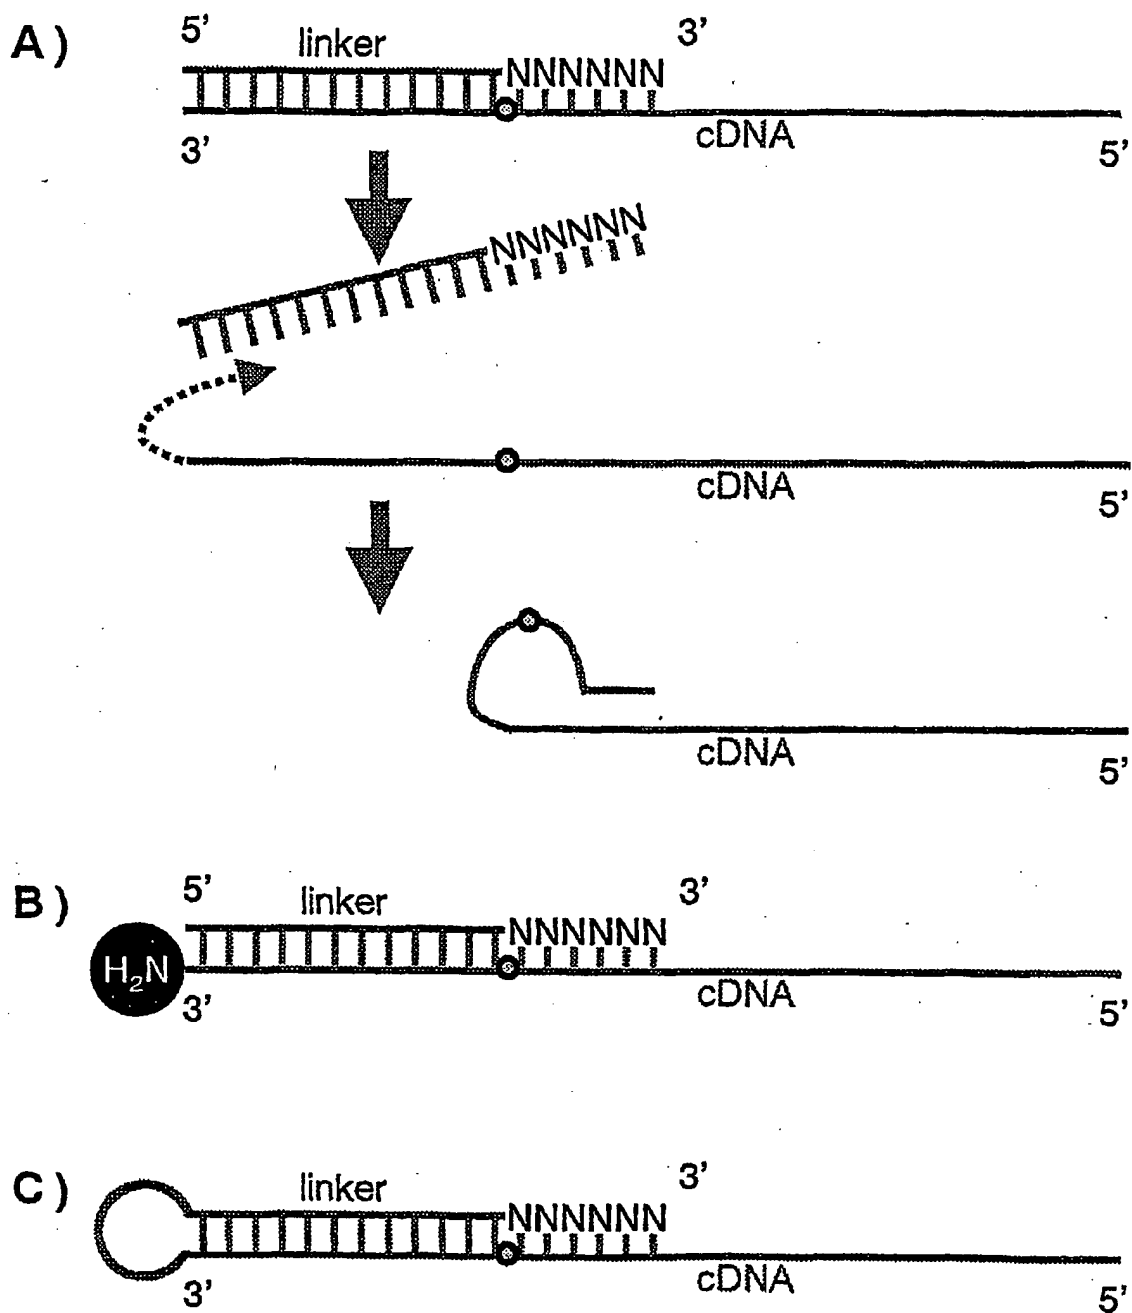 A)
5' linker 3'
NNNNNN
cDNA
3' 5'
NNNNNN
cDNA
5'
cDNA
5'
B)
5' linker 3'
NNNNNN
H₂N
cDNA
3' 5'
C)
linker 3'
NNNNNN
cDNA
3' 5'